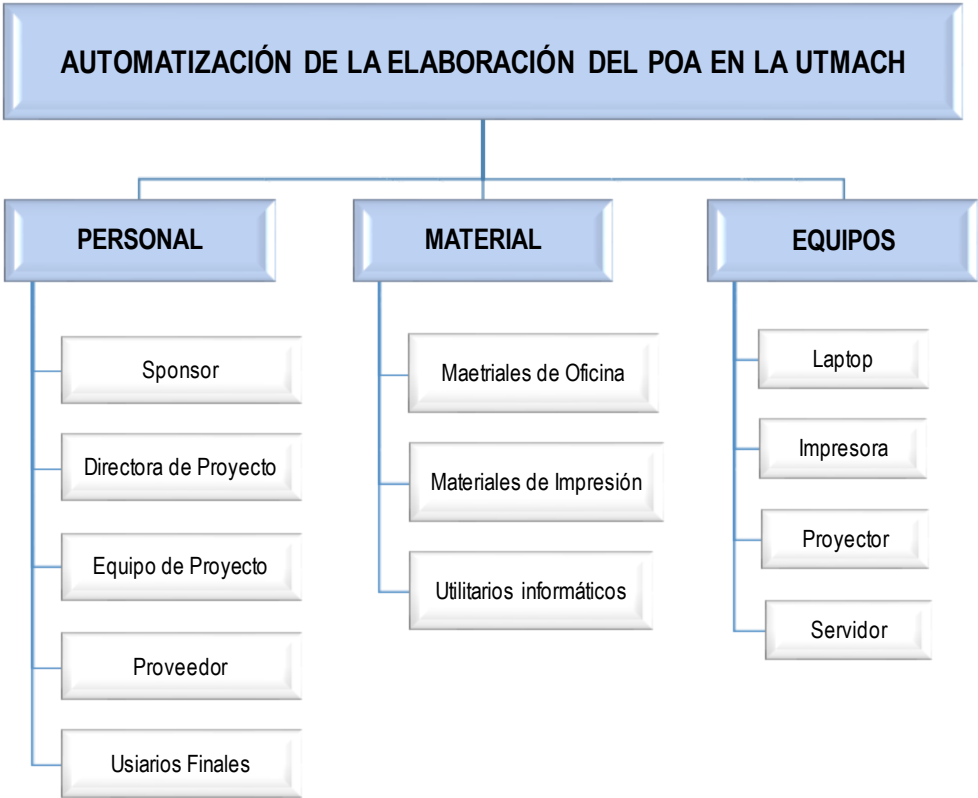 AUTOMATIZACIÓN DE LA ELABORACIÓN DEL POA EN LA UTMACH
PERSONAL
Sponsor
Directora de Proyecto
Equipo de Proyecto
Proveedor
Usiarios Finales
MATERIAL
Maetriales de Oficina
Materiales de Impresión
Utilitarios informáticos
EQUIPOS
Laptop
Impresora
Proyector
Servidor